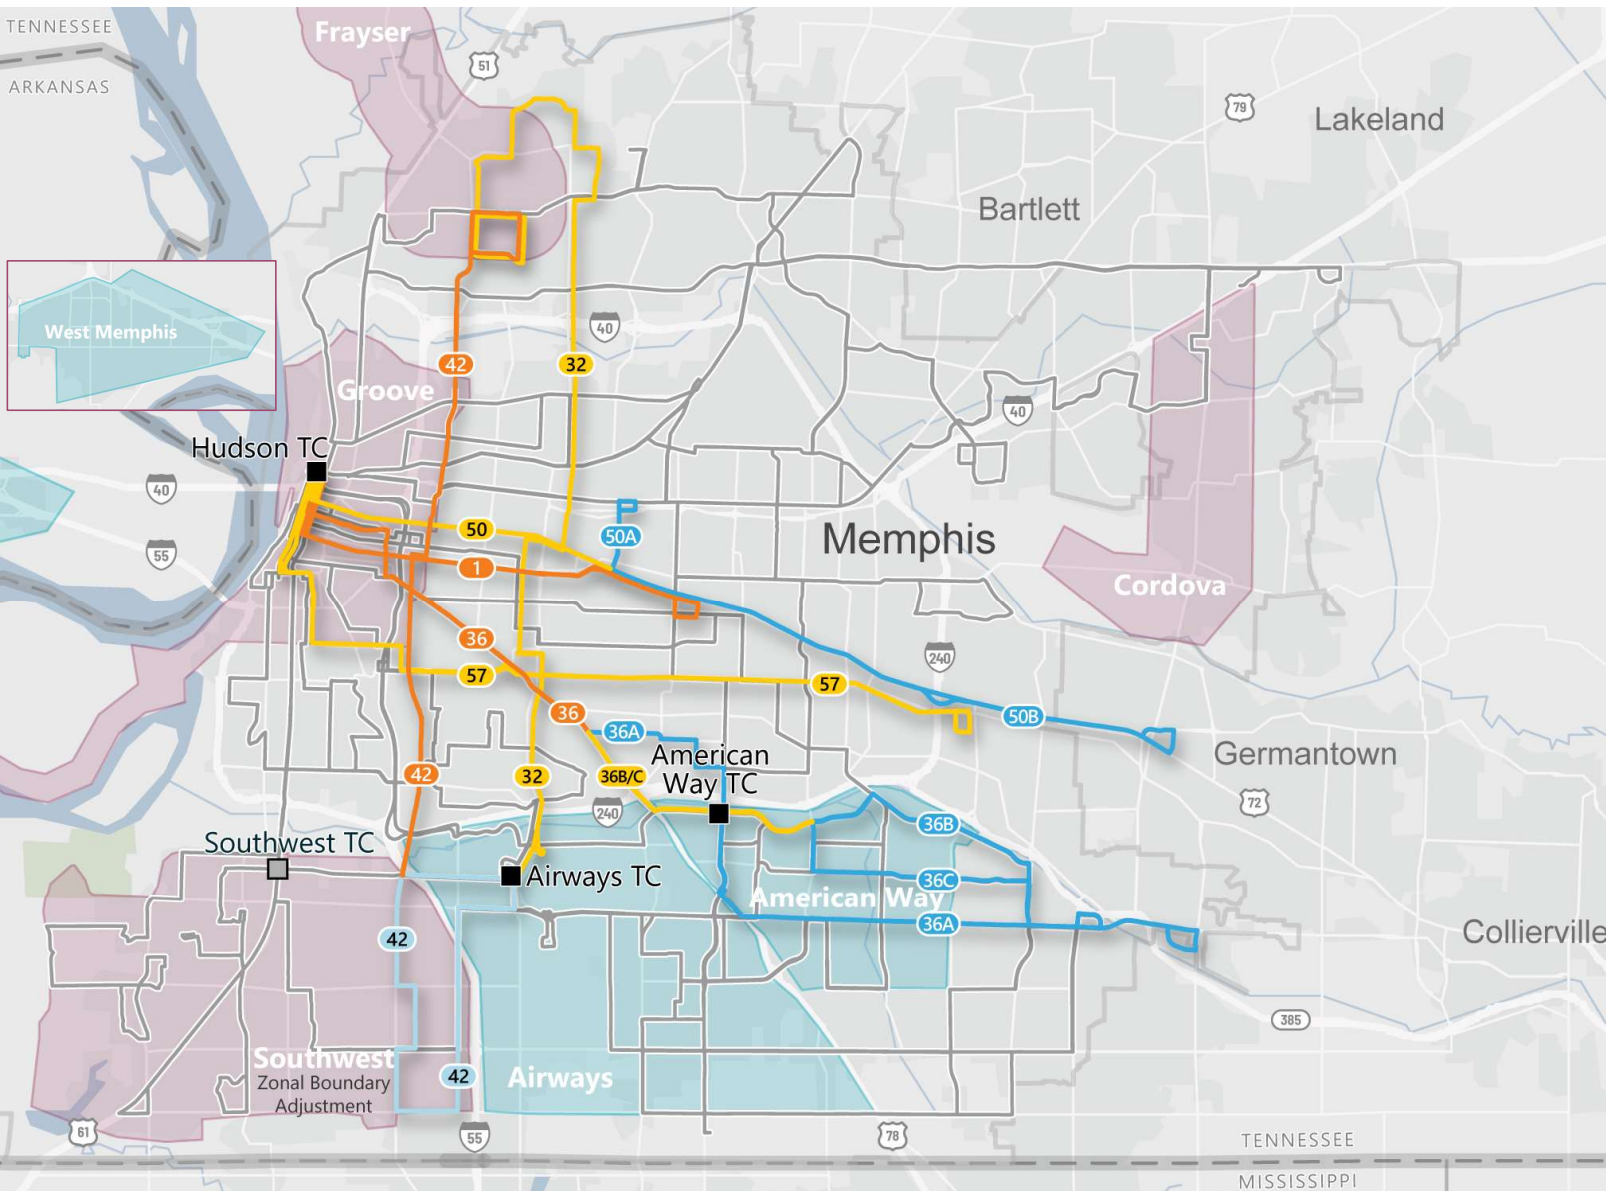 TENNESSEE
ARKANSAS
Frayser
51
79
Lakeland
Bartlett
West Memphis
40
42
32
Groove
40
Hudson TC
40
50
50A
Memphis
55
1
Cordova
36
240
57
57
36
50B
36A
American
Way TC
Germantown
42
32
36B/C
240
72
36B
Southwest TC
Airways TC
36C
American Way
36A
42
Collierville
385
Southwest
Zonal Boundary
Adjustment
42
Airways
61
55
78
TENNESSEE
MISSISSIPPI